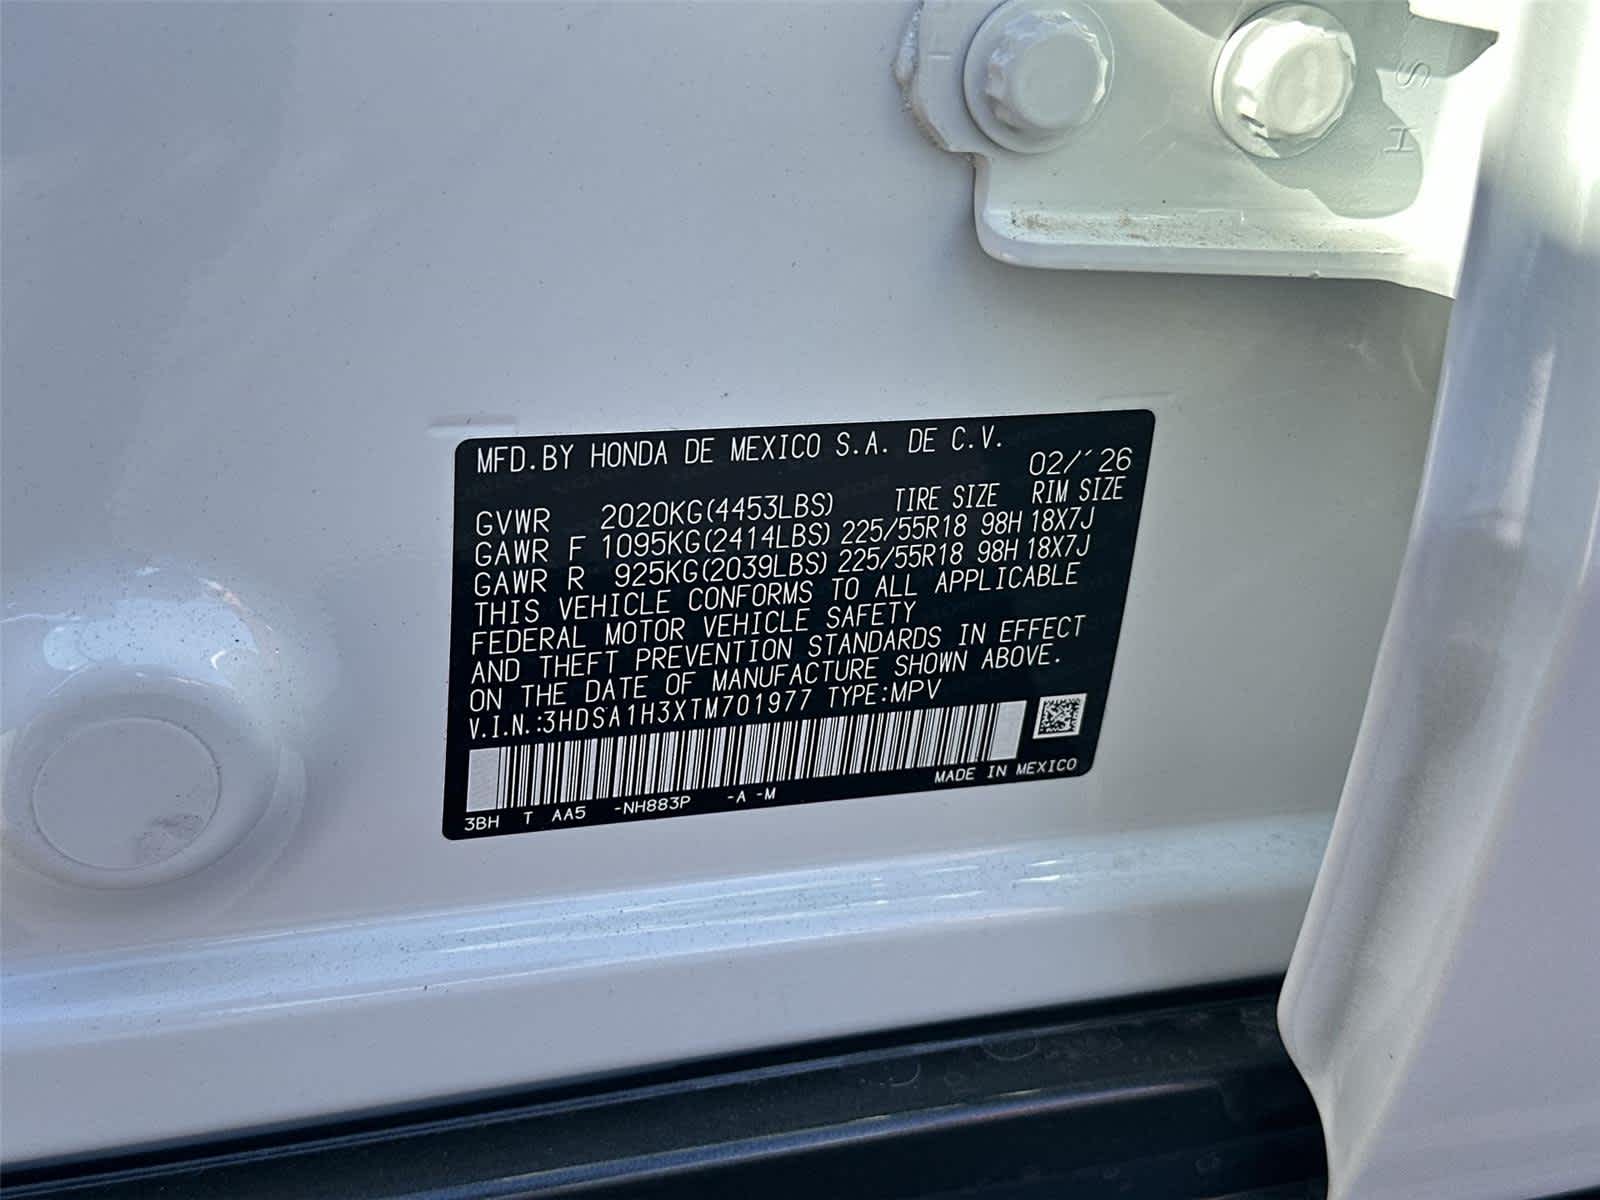 MFD.BY HONDA DE MEXICO S.A. DE C.V.
02/´26
GVWR 2020KG(4453LBS) TIRE SIZE RIM SIZE
GAWR F 1095KG(2414LBS) 225/55R18 98H 18X7J
GAWR R 925KG(2039LBS) 225/55R18 98H 18X7J
THIS VEHICLE CONFORMS TO ALL APPLICABLE
FEDERAL MOTOR VEHICLE SAFETY
AND THEFT PREVENTION STANDARDS IN EFFECT
ON THE DATE OF MANUFACTURE SHOWN ABOVE.
V.I.N.:3HDSA1H3XTM701977 TYPE:MPV
MADE IN MEXICO
3BH T AA5 -NH883P -A -M
H S